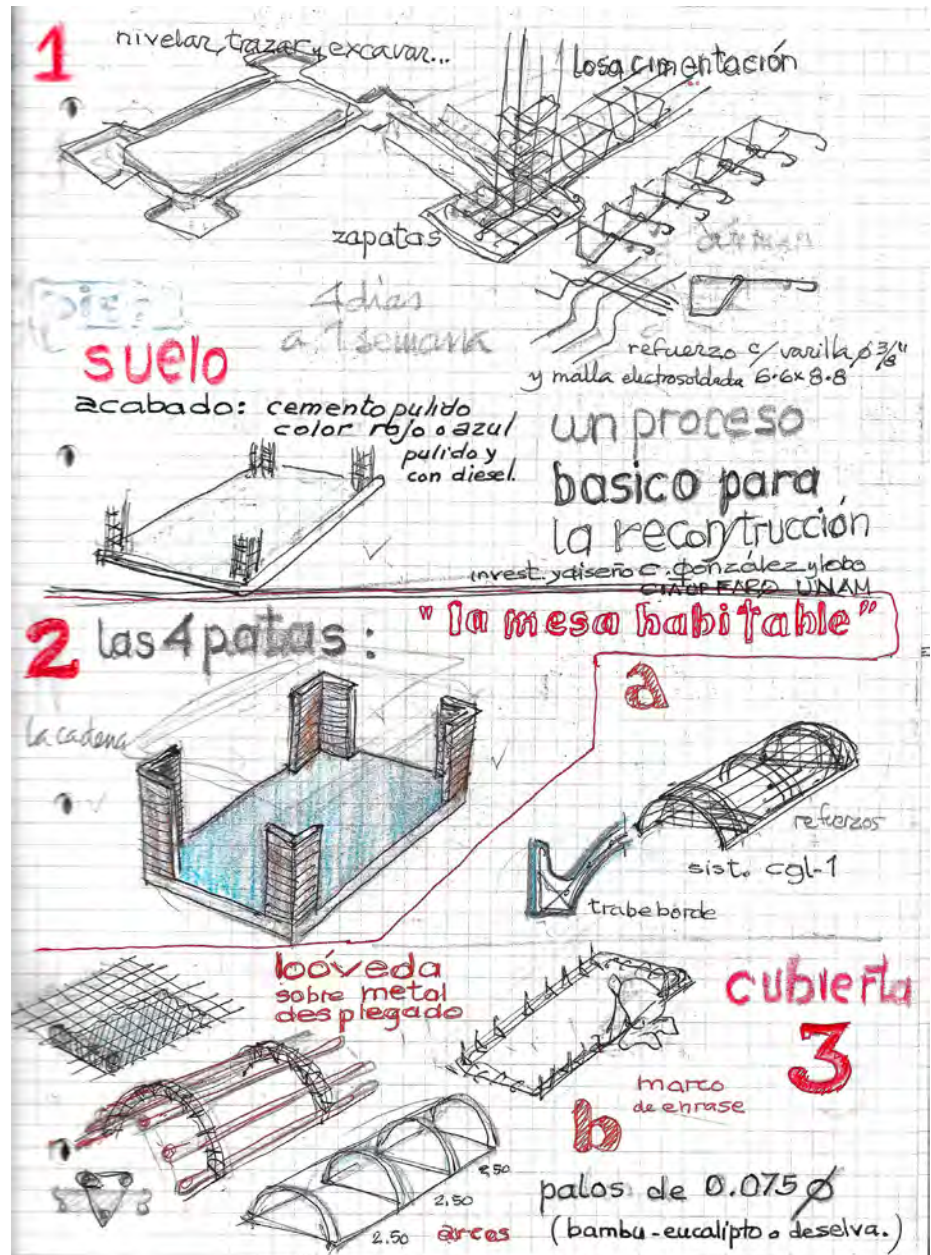 1
nivelar, trazar y excavar...
losa cimentación
zapatas
4 dias
a 1 semana
refuerzo c/ varilla ø 3/8"
y malla electrosoldada 6·6x8·8
suelo
acabado: cemento pulido
color rojo o azul
pulido y
con diesel.
un proceso
basico para
la reconstrucción
invest. y diseño C. González y lobo
UNAM
2 las 4 patas:
"la mesa habitable"
la cadena
a
refuerzos
sist. cgl-1
trabe borde
bóveda
sobre metal
desplegado
cubierta
3
marco
de enrase
b
2,50
2,50
2.50
arcos
palos de 0.075 ø
(bambu-eucalipto o deselva.)